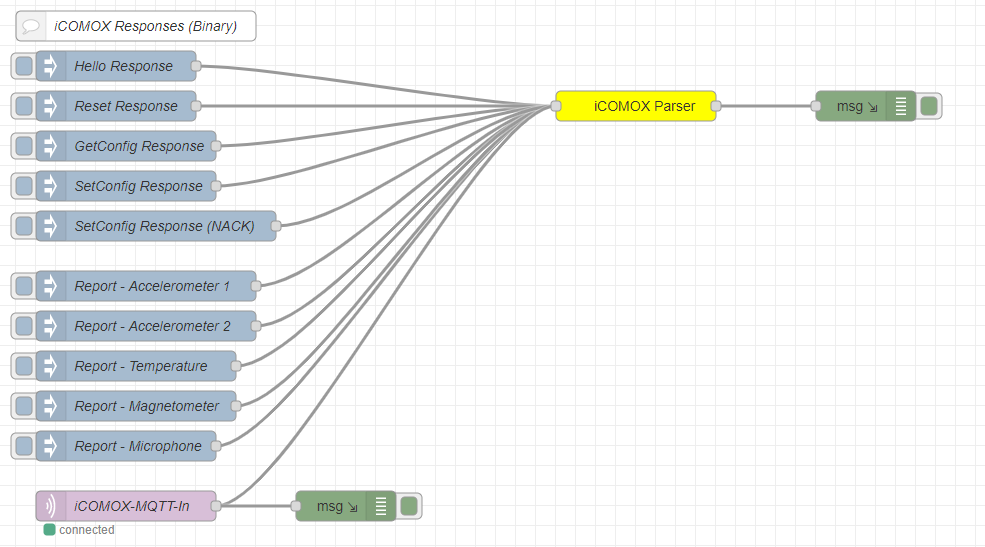 iCOMOX Responses (Binary)
Hello Response
Reset Response
iCOMOX Parser
msg
GetConfig Response
SetConfig Response
SetConfig Response (NACK)
Report - Accelerometer 1
Report - Accelerometer 2
Report - Temperature
Report - Magnetometer
Report - Microphone
iCOMOX-MQTT-In
msg
connected